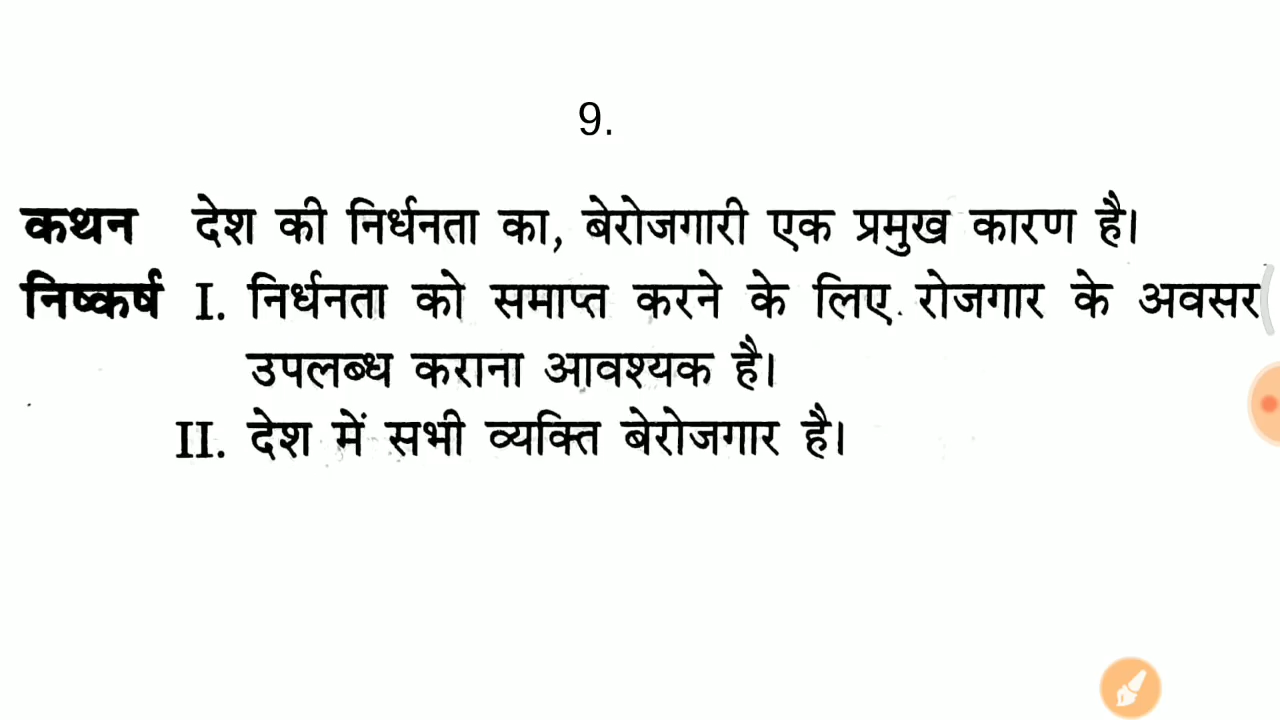 9.
कथन देश की निर्धनता का, बेरोजगारी एक प्रमुख कारण है।
निष्कर्ष I. निर्धनता को समाप्त करने के लिए रोजगार के अवसर
उपलब्ध कराना आवश्यक है।
II. देश में सभी व्यक्ति बेरोजगार है।